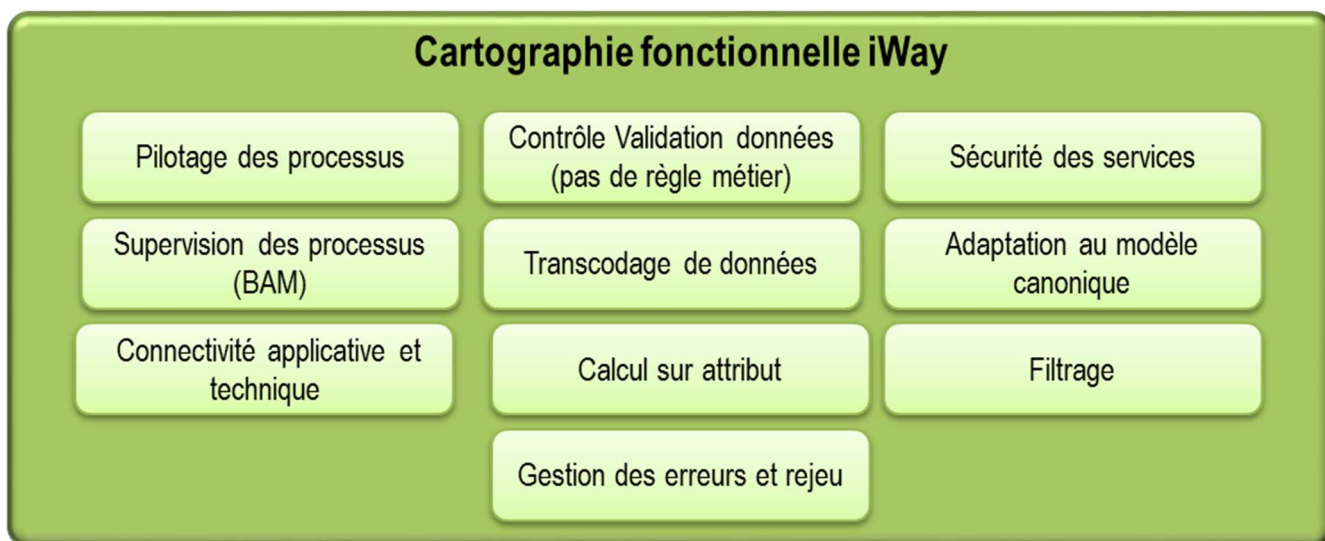 Cartographie fonctionnelle iWay
Pilotage des processus
Contrôle Validation données
(pas de règle métier)
Sécurité des services
Supervision des processus
(BAM)
Transcodage de données
Adaptation au modèle
canonique
Connectivité applicative et
technique
Calcul sur attribut
Filtrage
Gestion des erreurs et rejeu